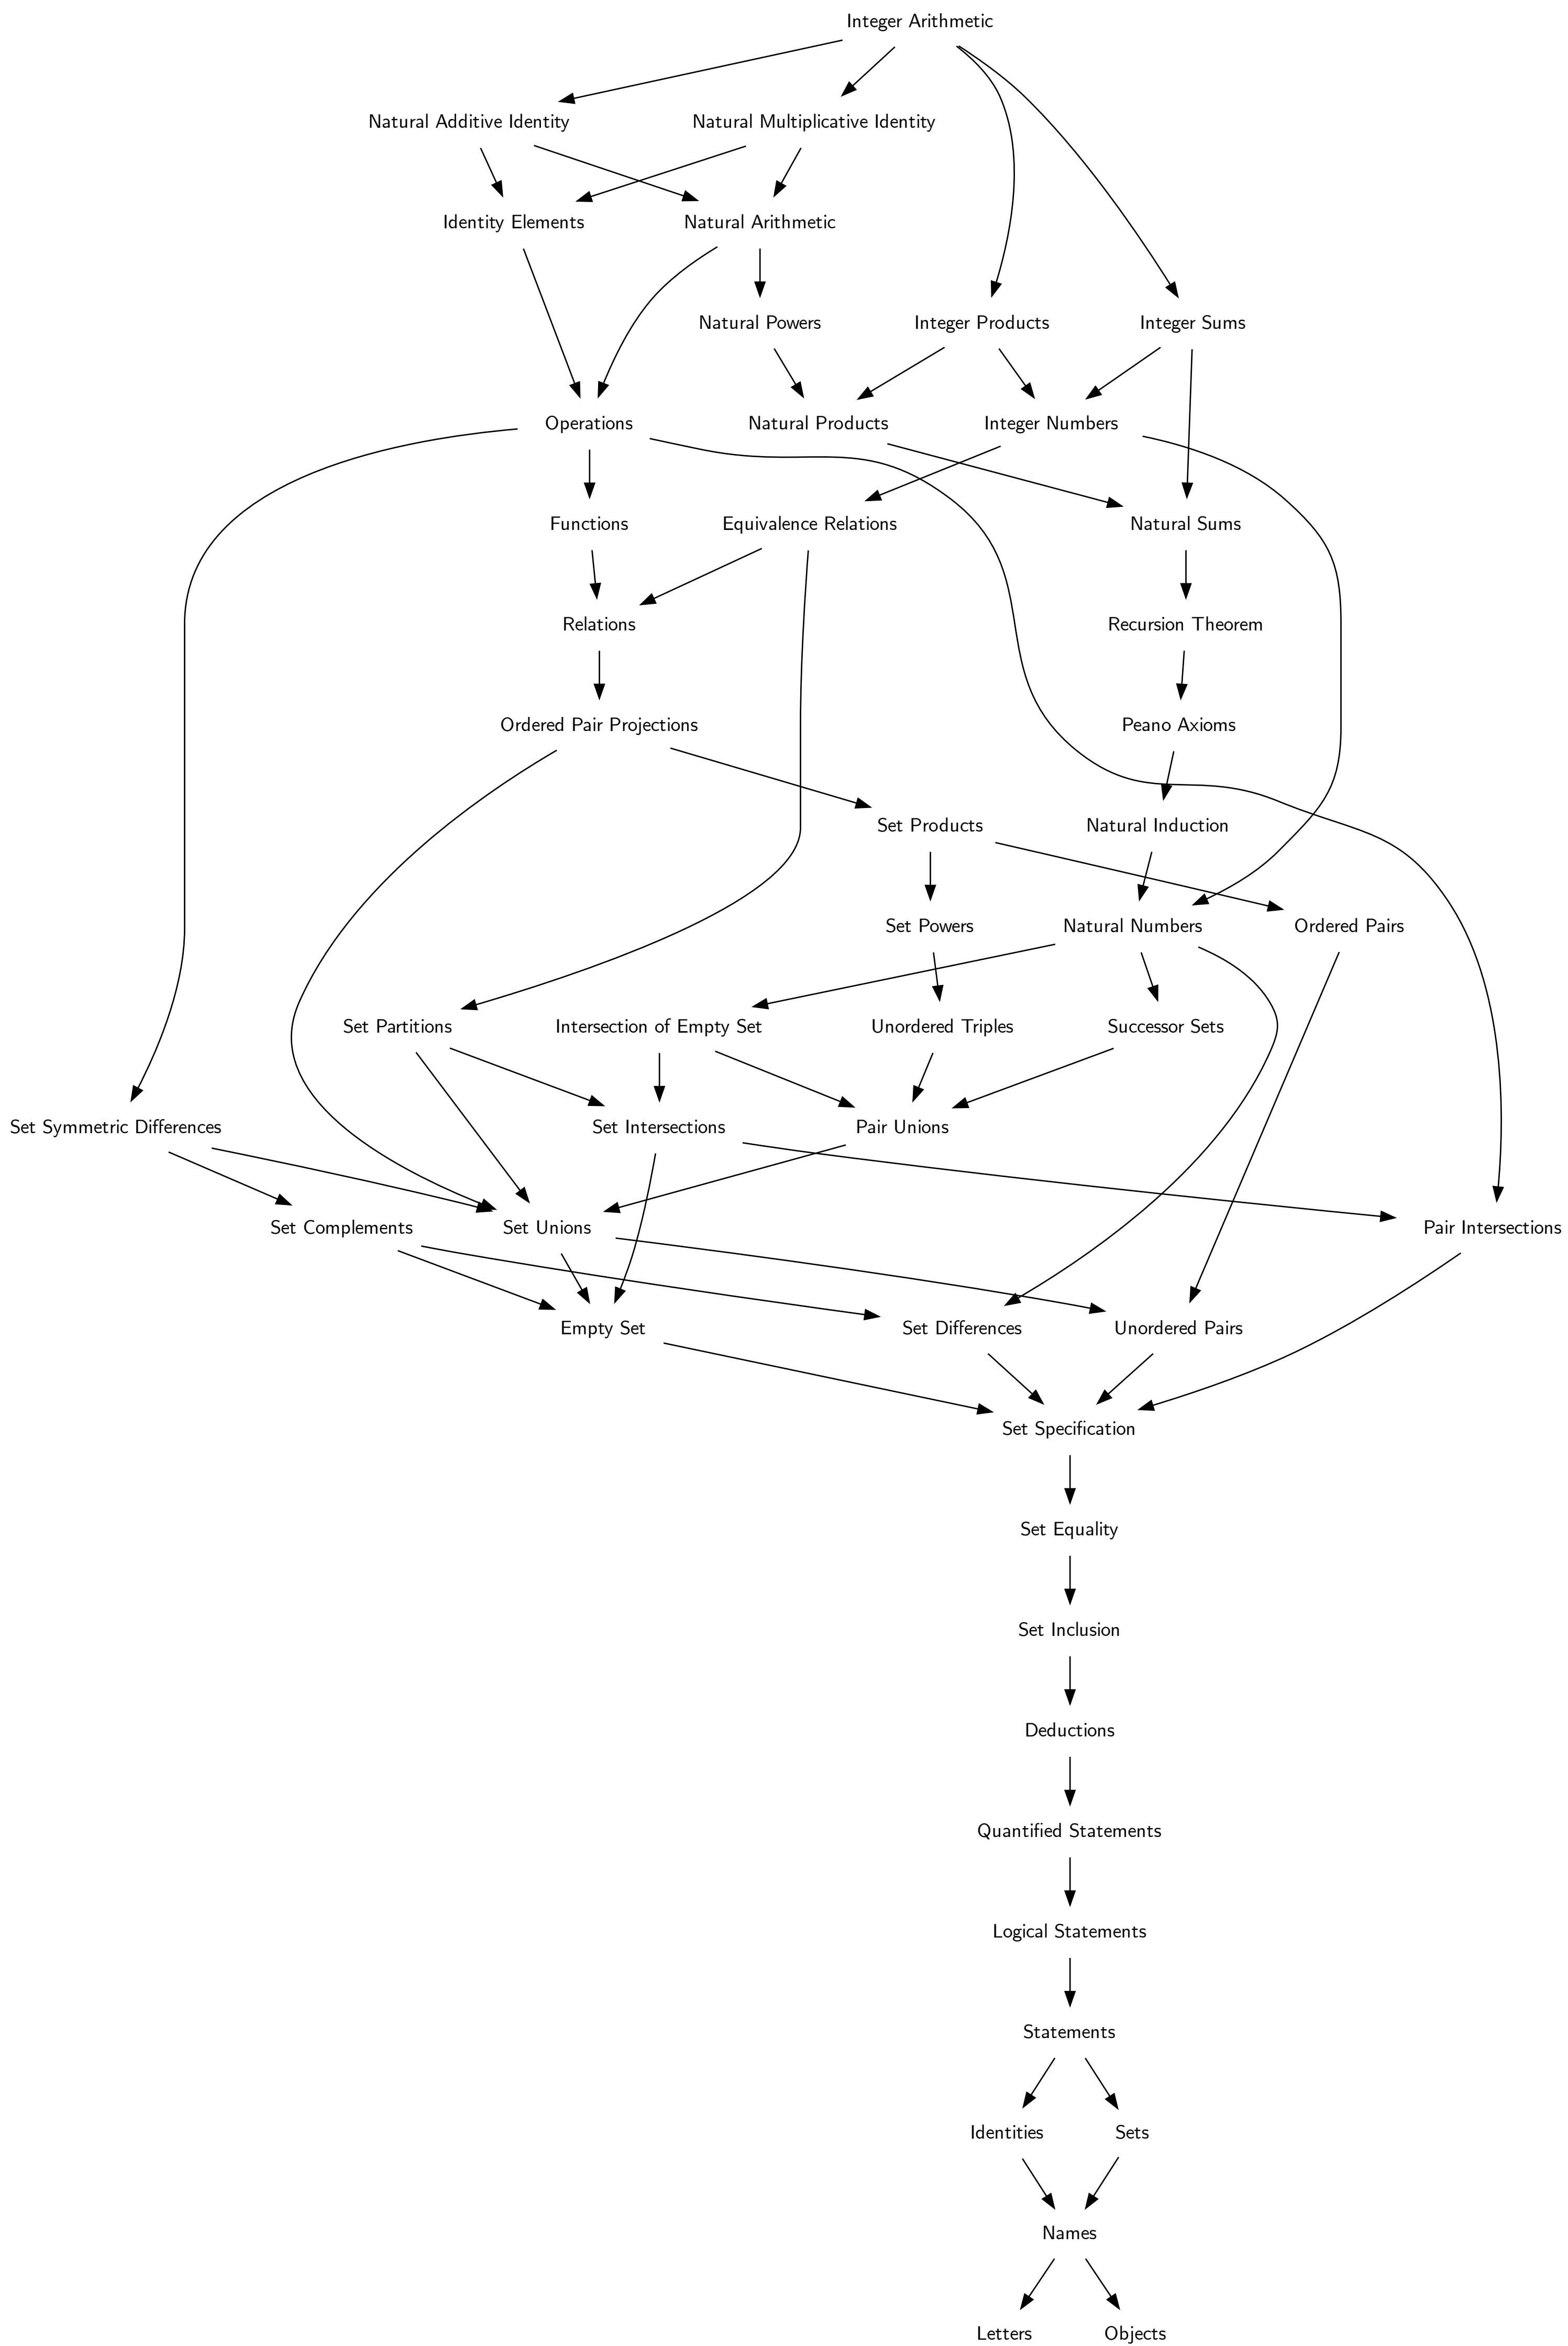 Integer Arithmetic
Natural Additive Identity
Natural Multiplicative Identity
Identity Elements
Natural Arithmetic
Natural Powers
Integer Products
Integer Sums
Operations
Natural Products
Integer Numbers
Functions
Equivalence Relations
Natural Sums
Relations
Recursion Theorem
Ordered Pair Projections
Peano Axioms
Set Products
Natural Induction
Set Powers
Natural Numbers
Ordered Pairs
Set Partitions
Intersection of Empty Set
Unordered Triples
Successor Sets
Set Symmetric Differences
Set Intersections
Pair Unions
Set Complements
Set Unions
Pair Intersections
Empty Set
Set Differences
Unordered Pairs
Set Specification
Set Equality
Set Inclusion
Deductions
Quantified Statements
Logical Statements
Statements
Identities
Sets
Names
Letters
Objects